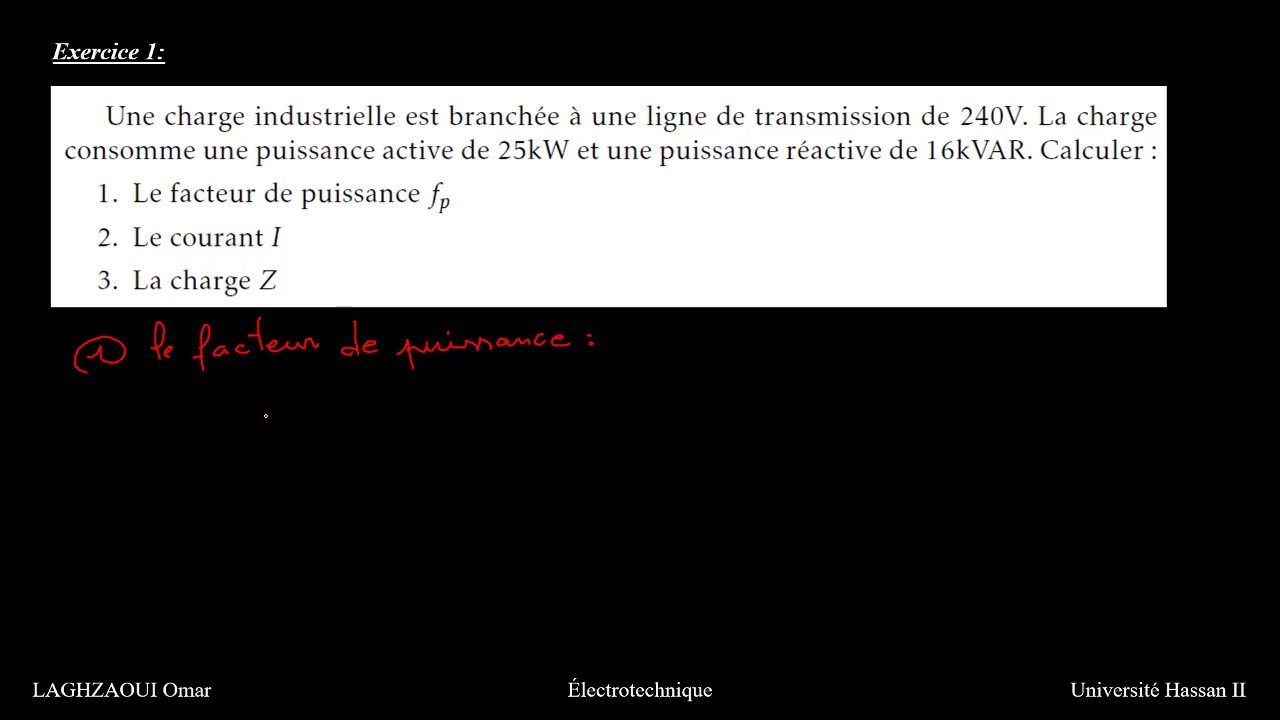 Exercice 1:
Une charge industrielle est branchée à une ligne de transmission de 240V. La charge
consomme une puissance active de 25kW et une puissance réactive de 16kVAR. Calculer :
1. Le facteur de puissance fp
2. Le courant I
3. La charge Z
① le facteur de puissance :
LAGHZAOUI Omar
Électrotechnique
Université Hassan II